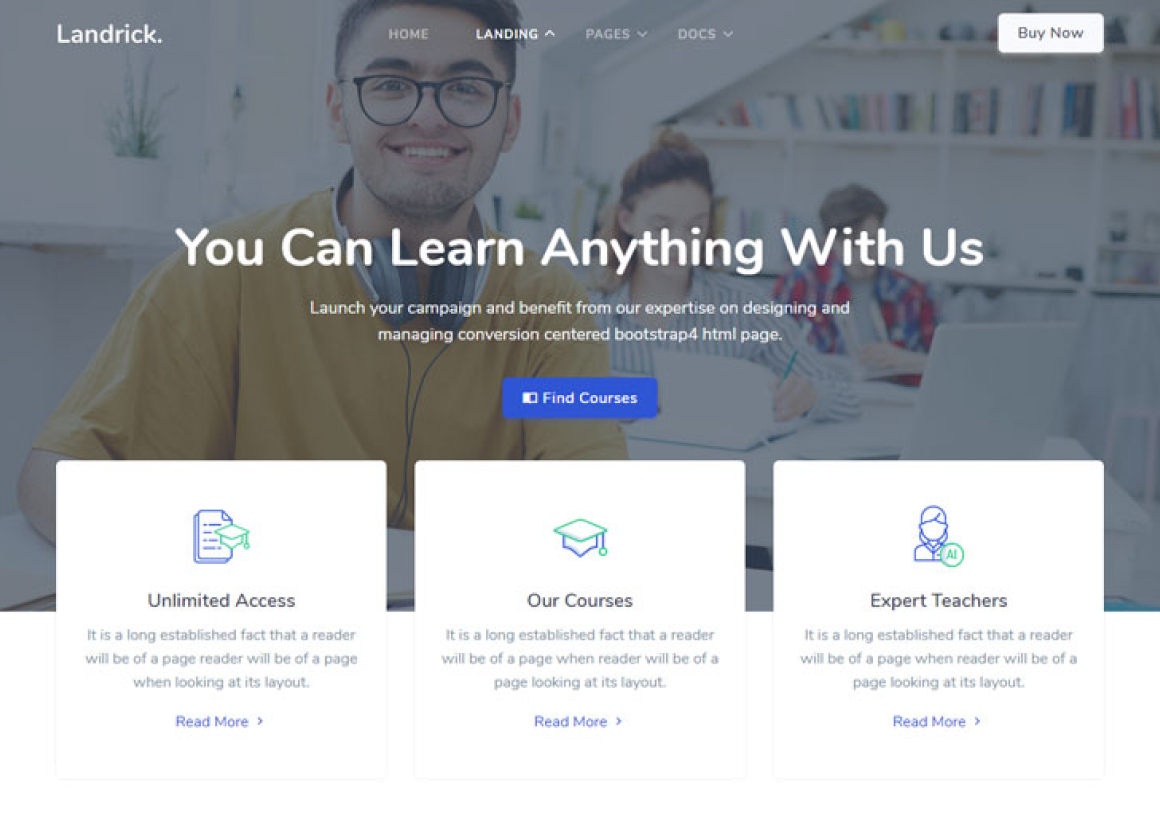 Landrick.
HOME
LANDING
PAGES
DOCS
Buy Now
You Can Learn Anything With Us
Launch your campaign and benefit from our expertise on designing and
managing conversion centered bootstrap4 html page.
Find Courses
Unlimited Access
It is a long established fact that a reader
will be of a page reader will be of a page
when looking at its layout.
Read More
Our Courses
It is a long established fact that a reader
will be of a page when reader will be of a
page looking at its layout.
Read More
AI
Expert Teachers
It is a long established fact that a reader
will be of a page when reader will be of a
page looking at its layout.
Read More